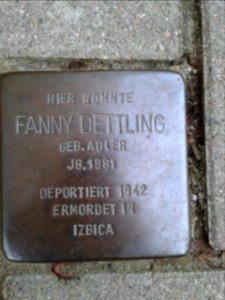 HIER WOHNTE
FANNY DETTLING
GEB. ADLER
JG. 1881
DEPORTIERT 1942
ERMORDET IN
IZBICA